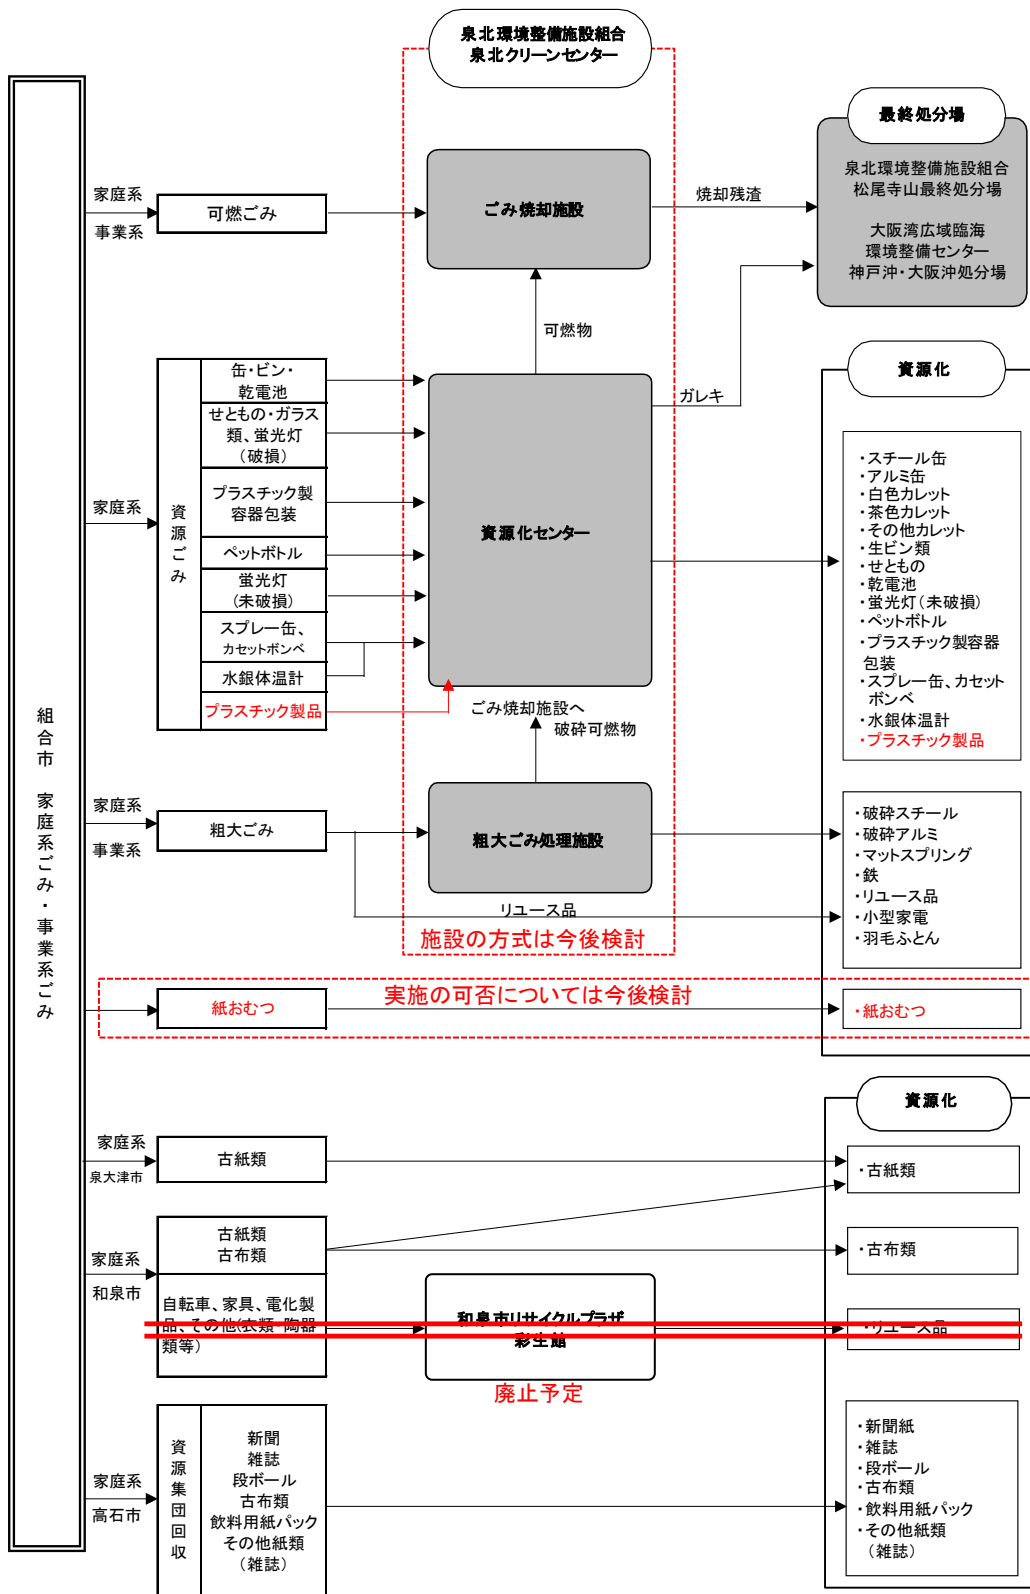 泉北環境整備施設組合
泉北クリーンセンター
最終処分場
泉北環境整備施設組合
松尾寺山最終処分場
大阪湾広域臨海
環境整備センター
神戸沖・大阪沖処分場
組合市 家庭系ごみ・事業系ごみ
家庭系
事業系
可燃ごみ
ごみ焼却施設
焼却残渣
可燃物
ガレキ
家庭系
資源ごみ
缶・ビン・
乾電池
せともの・ガラス
類、蛍光灯
(破損)
プラスチック製
容器包装
ペットボトル
蛍光灯
(未破損)
スプレー缶、
カセットボンベ
水銀体温計
プラスチック製品
資源化センター
資源化
・スチール缶
・アルミ缶
・白色カレット
・茶色カレット
・その他カレット
・生ビン類
・せともの
・乾電池
・蛍光灯(未破損)
・ペットボトル
・プラスチック製容器
包装
・スプレー缶、カセット
ボンベ
・水銀体温計
・プラスチック製品
ごみ焼却施設へ
破砕可燃物
家庭系
事業系
粗大ごみ
粗大ごみ処理施設
リユース品
・破砕スチール
・破砕アルミ
・マットスプリング
・鉄
・リユース品
・小型家電
・羽毛ふとん
施設の方式は今後検討
実施の可否については今後検討
紙おむつ
・紙おむつ
資源化
家庭系
泉大津市
古紙類
・古紙類
家庭系
和泉市
古紙類
古布類
・古布類
自転車、家具、電化製
品、その他(衣類・陶器
類等)
和泉市リサイクルプラザ
彩生館
・リユース品
廃止予定
家庭系
高石市
資源集団回収
新聞
雑誌
段ボール
古布類
飲料用紙パック
その他紙類
(雑誌)
・新聞紙
・雑誌
・段ボール
・古布類
・飲料用紙パック
・その他紙類
(雑誌)